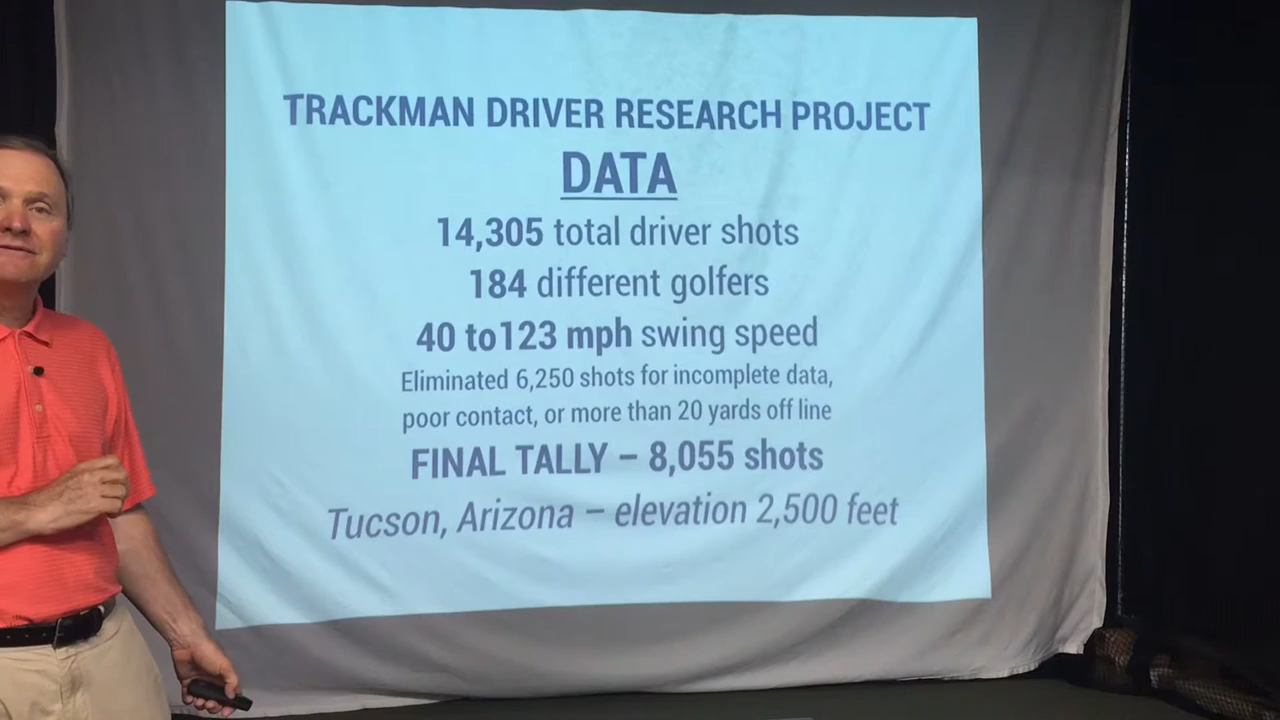 TRACKMAN DRIVER RESEARCH PROJECT
DATA
14,305 total driver shots
184 different golfers
40 to123 mph swing speed
Eliminated 6,250 shots for incomplete data,
poor contact, or more than 20 yards off line
FINAL TALLY – 8,055 shots
Tucson, Arizona – elevation 2,500 feet